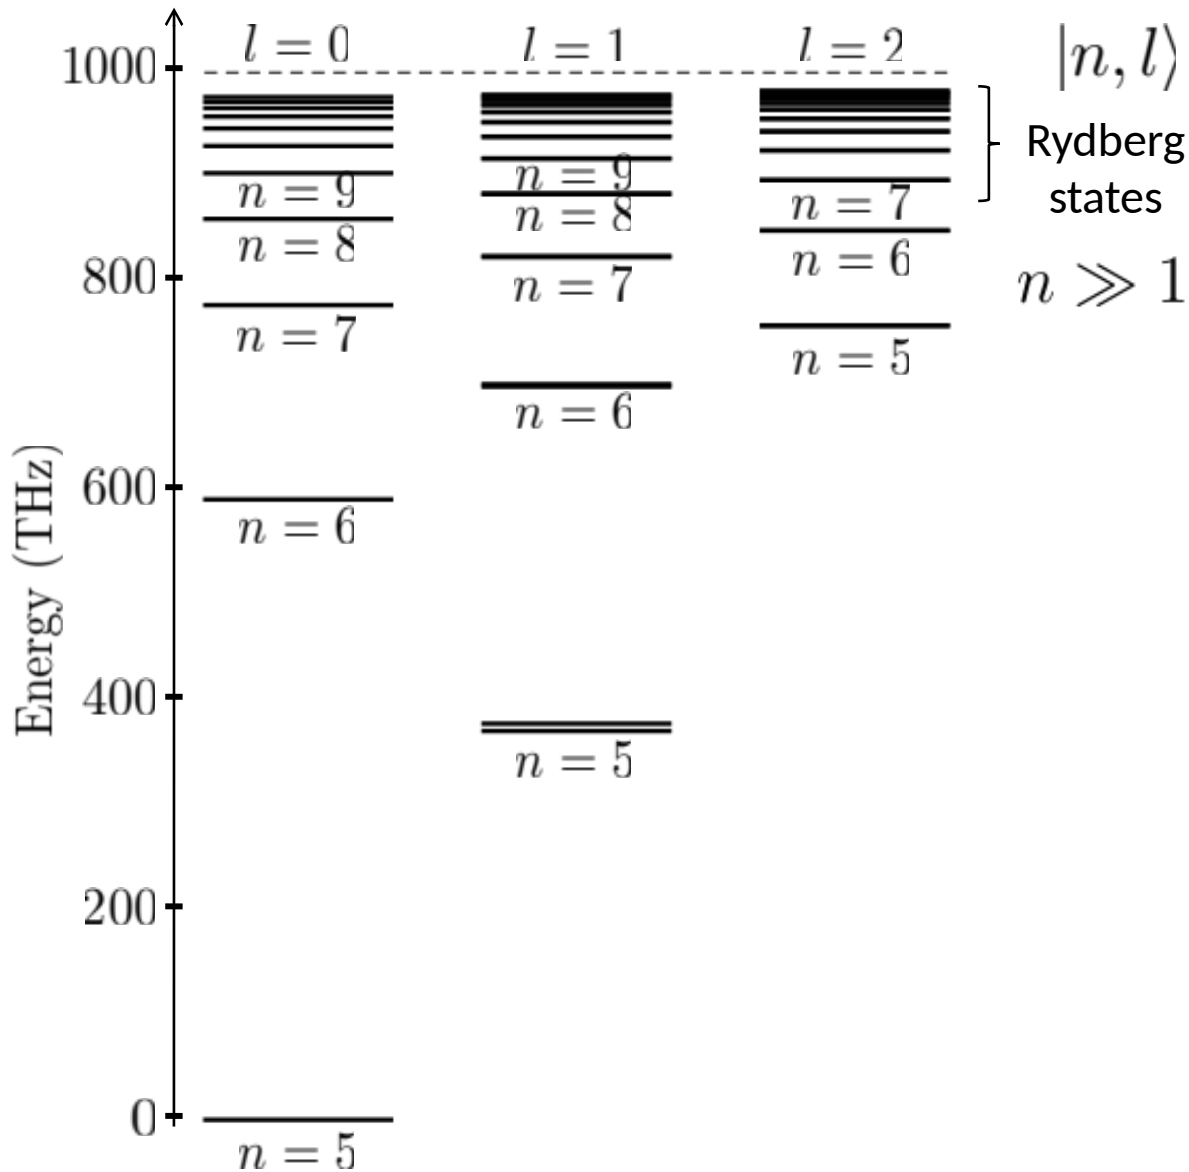 l = 0
l = 1
l = 2
|n, l⟩
1000
Rydberg
states
n = 9
n = 9
n = 7
n = 8
n = 8
n = 6
n ≫ 1
800
n = 7
n = 7
n = 5
n = 6
600
n = 6
Energy (THz)
400
n = 5
200
0
n = 5